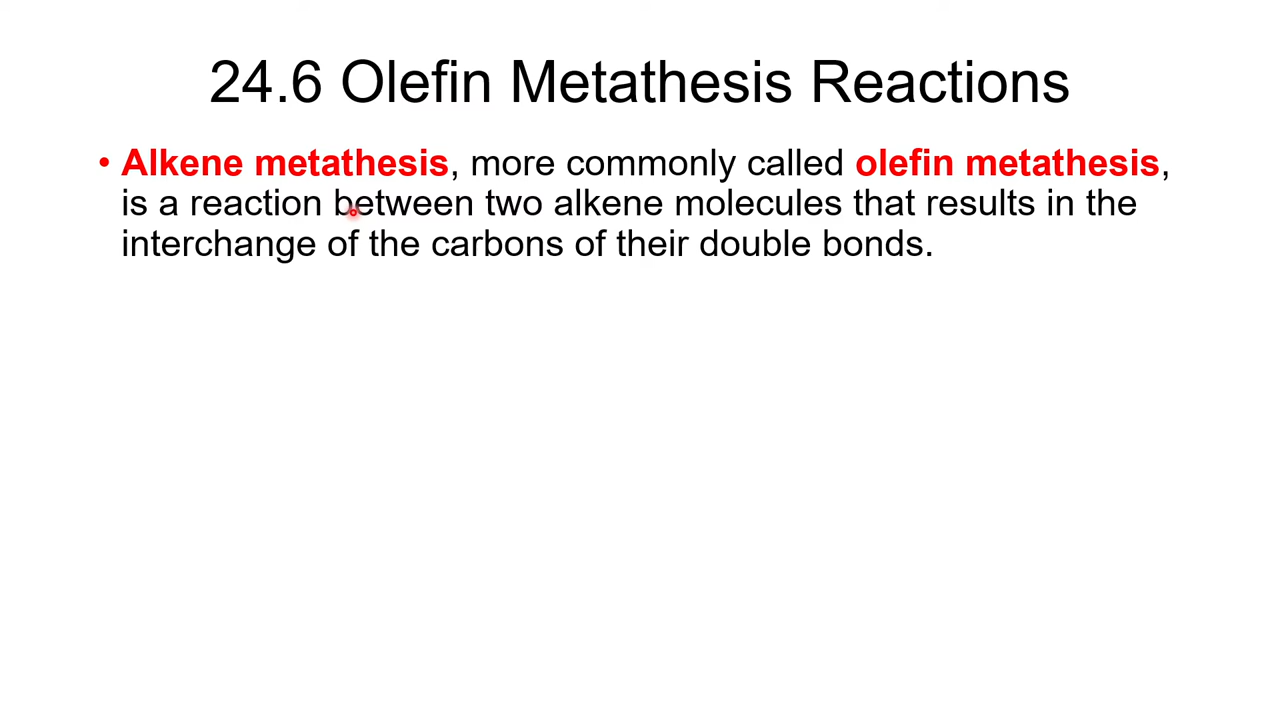 24.6 Olefin Metathesis Reactions
• Alkene metathesis, more commonly called olefin metathesis,
is a reaction between two alkene molecules that results in the
interchange of the carbons of their double bonds.